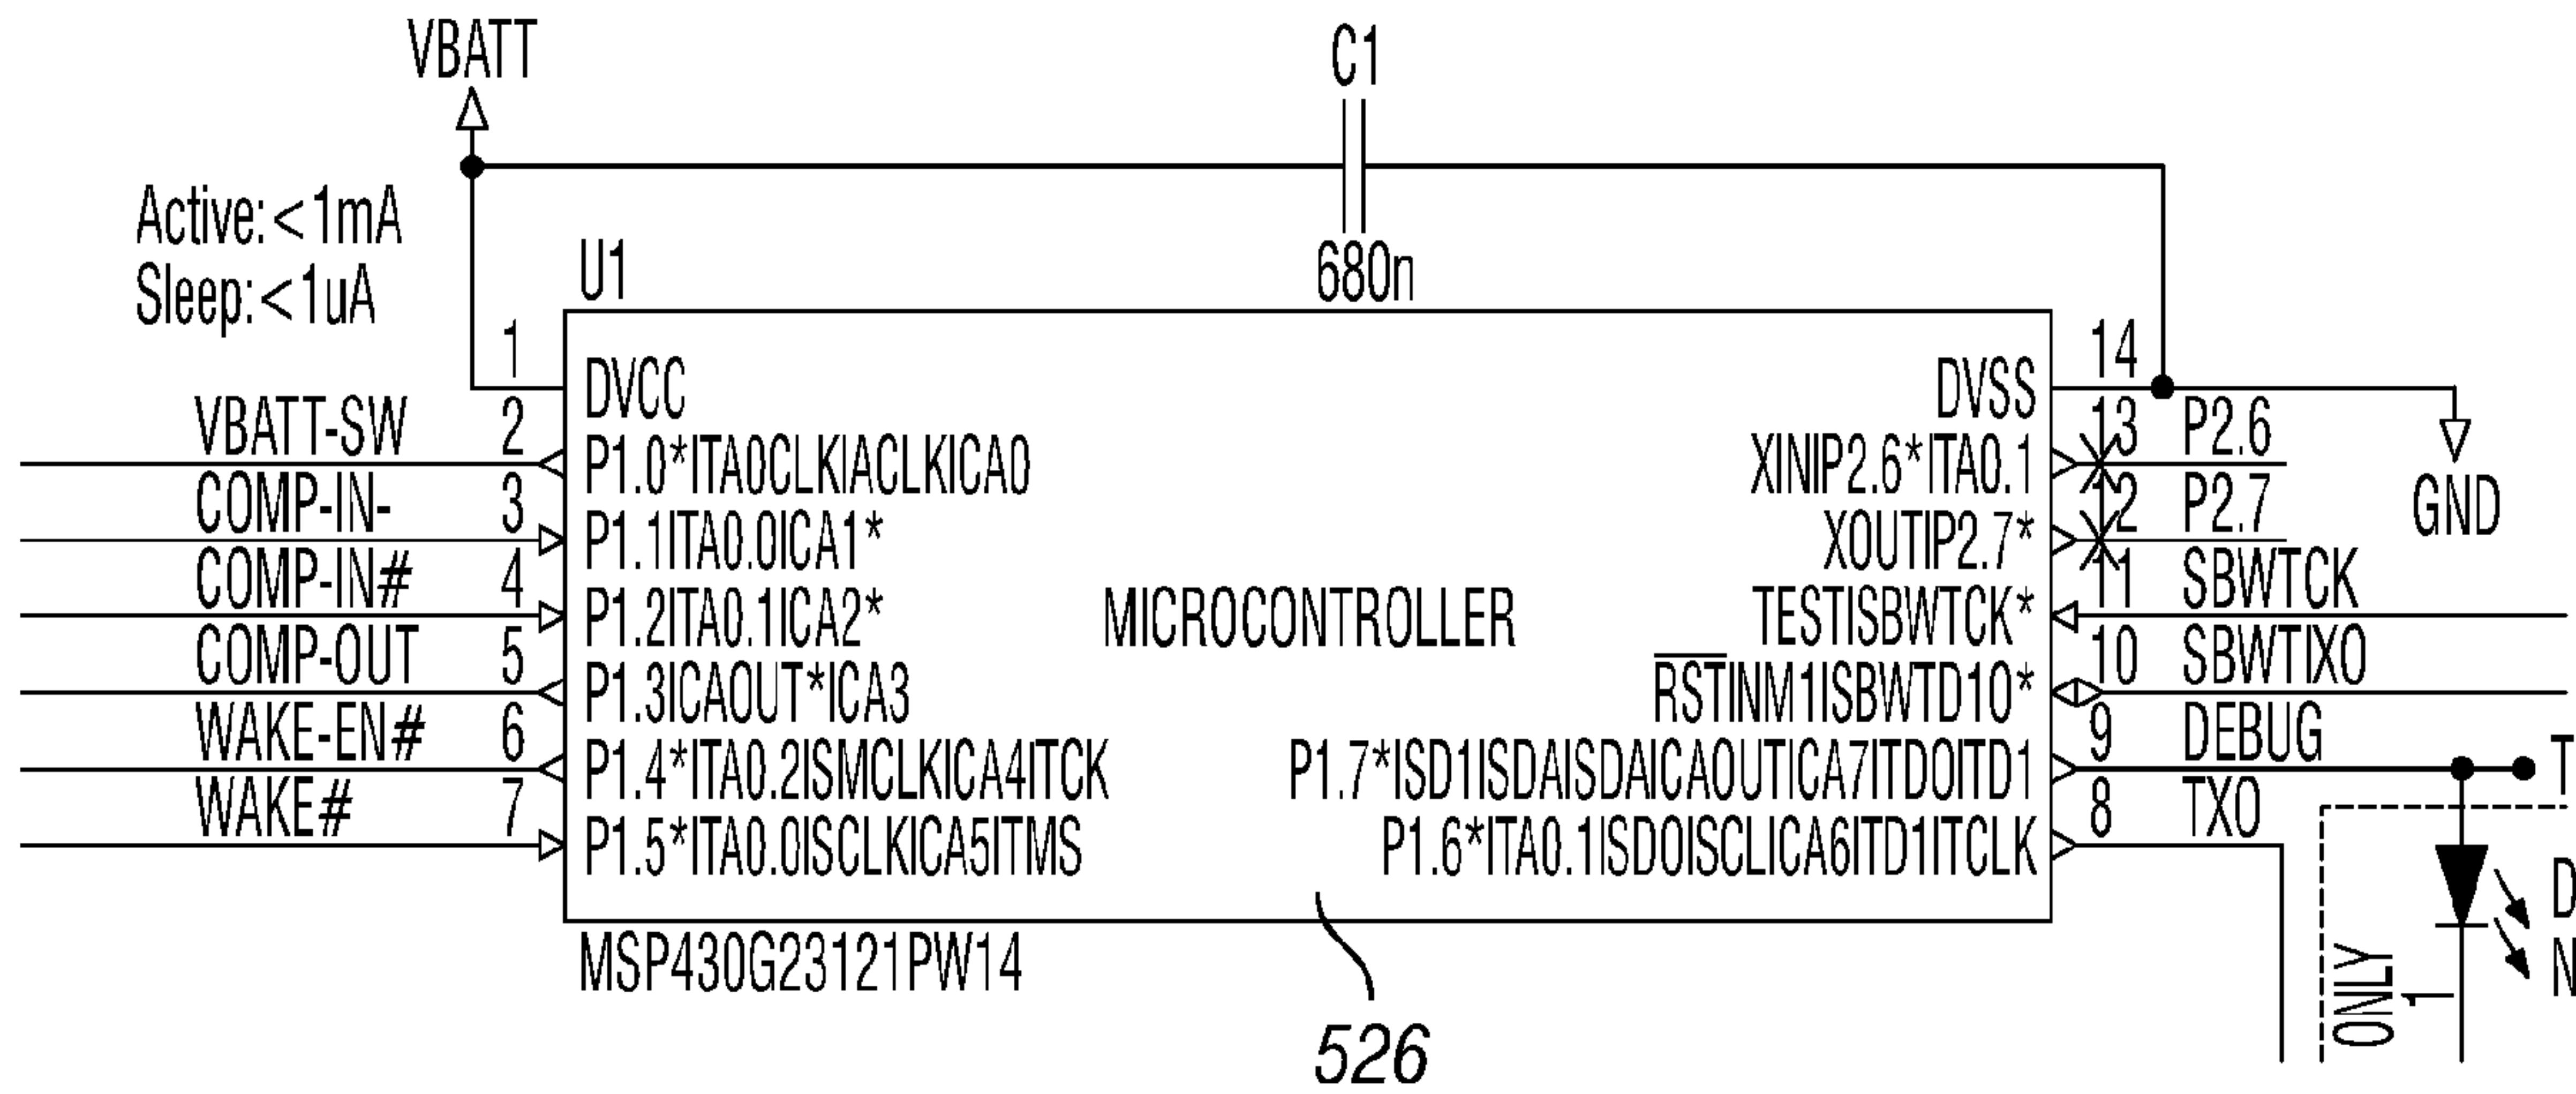 VBATT
C1
Active:<1mA
Sleep:<1uA
U1
680n
1
DVCC
DVSS
14
VBATT-SW 2
P1.0*ITA0CLKIACLKICA0
XINIP2.6*ITA0.1
13 P2.6
COMP-IN- 3
P1.1ITA0.0ICA1*
XOUTIP2.7*
12 P2.7
GND
COMP-IN# 4
P1.2ITA0.1ICA2*
MICROCONTROLLER
TESTISBWTCK*
11 SBWTCK
COMP-OUT 5
P1.3ICAOUT*ICA3
RSTINM1ISBWTD10*
10 SBWTIXO
WAKE-EN# 6
P1.4*ITA0.2ISMCLKICA4ITCK
P1.7*ISD1ISDAISDAICAOUTICA7ITDOITD1
9 DEBUG
T
WAKE# 7
P1.5*ITA0.0ISCLKICA5ITMS
P1.6*ITA0.1ISDOISCLICA6ITD1ITCLK
8 TXO
D
N
MSP430G23121PW14
ONLY
1
526